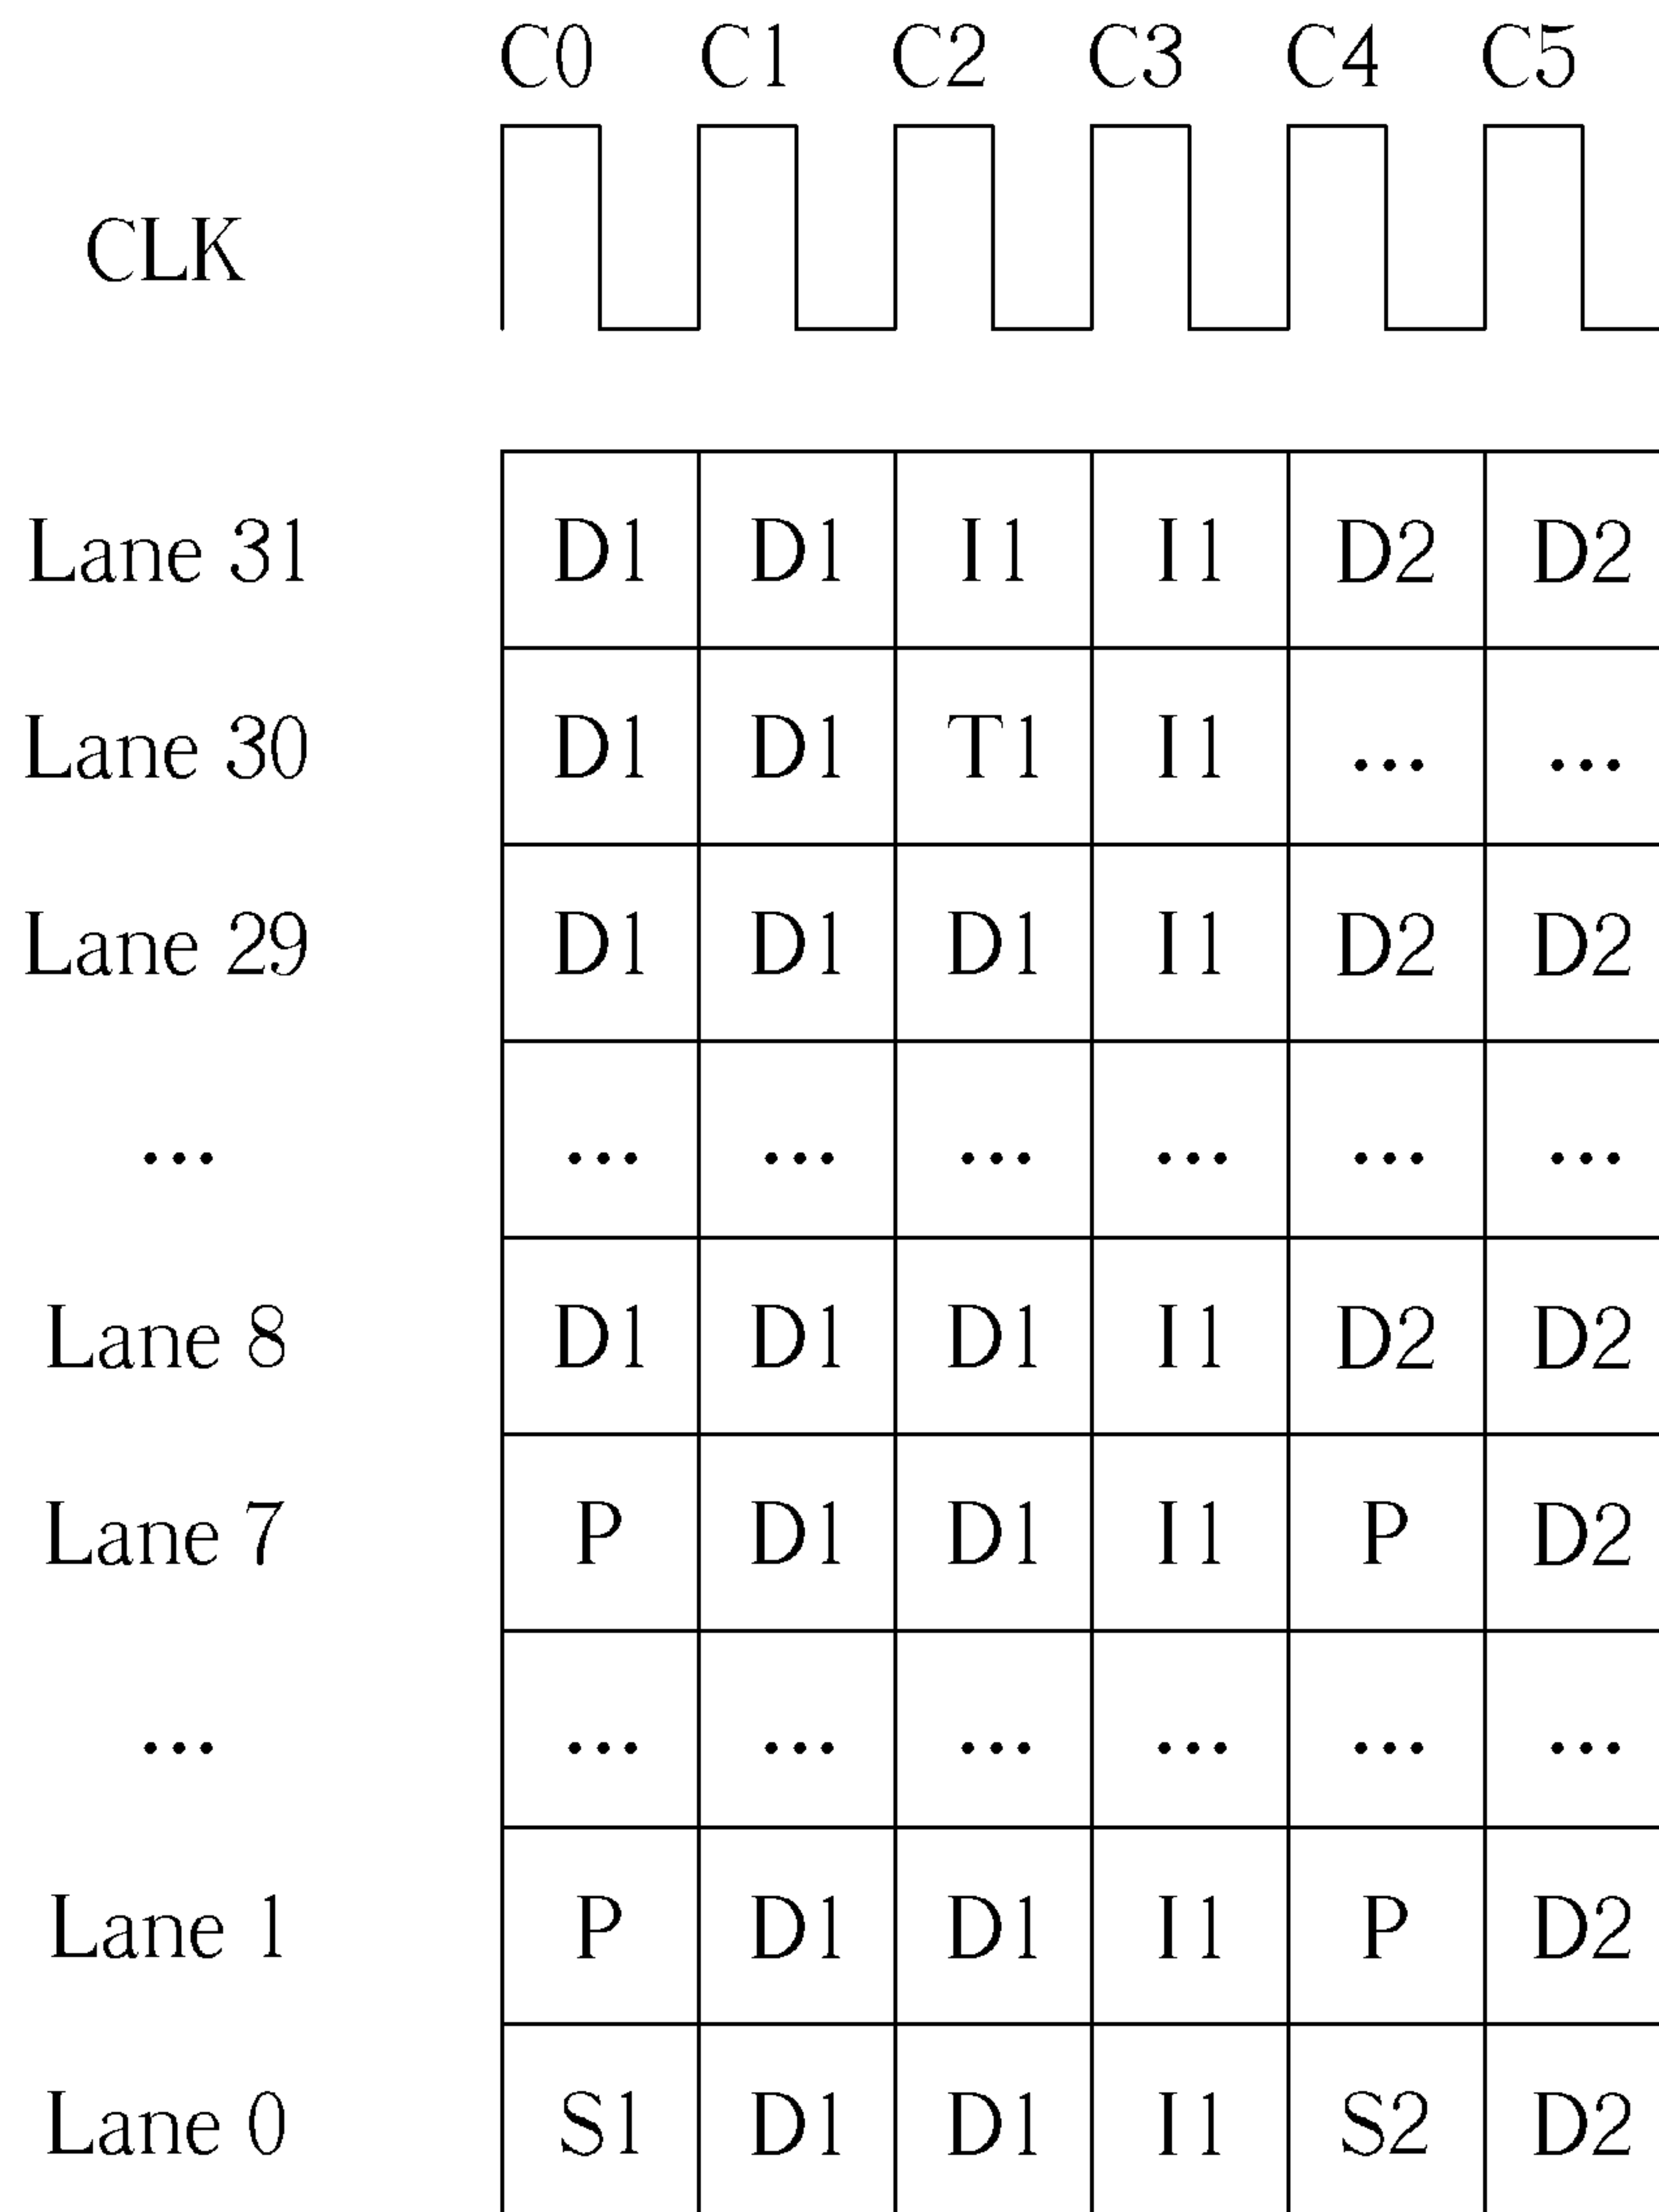 C0 C1 C2 C3 C4 C5
CLK
Lane 31 D1 D1 I1 I1 D2 D2
Lane 30 D1 D1 T1 I1 ... ...
Lane 29 D1 D1 D1 I1 D2 D2
... ... ... ... ... ... ...
Lane 8 D1 D1 D1 I1 D2 D2
Lane 7 P D1 D1 I1 P D2
... ... ... ... ... ... ...
Lane 1 P D1 D1 I1 P D2
Lane 0 S1 D1 D1 I1 S2 D2